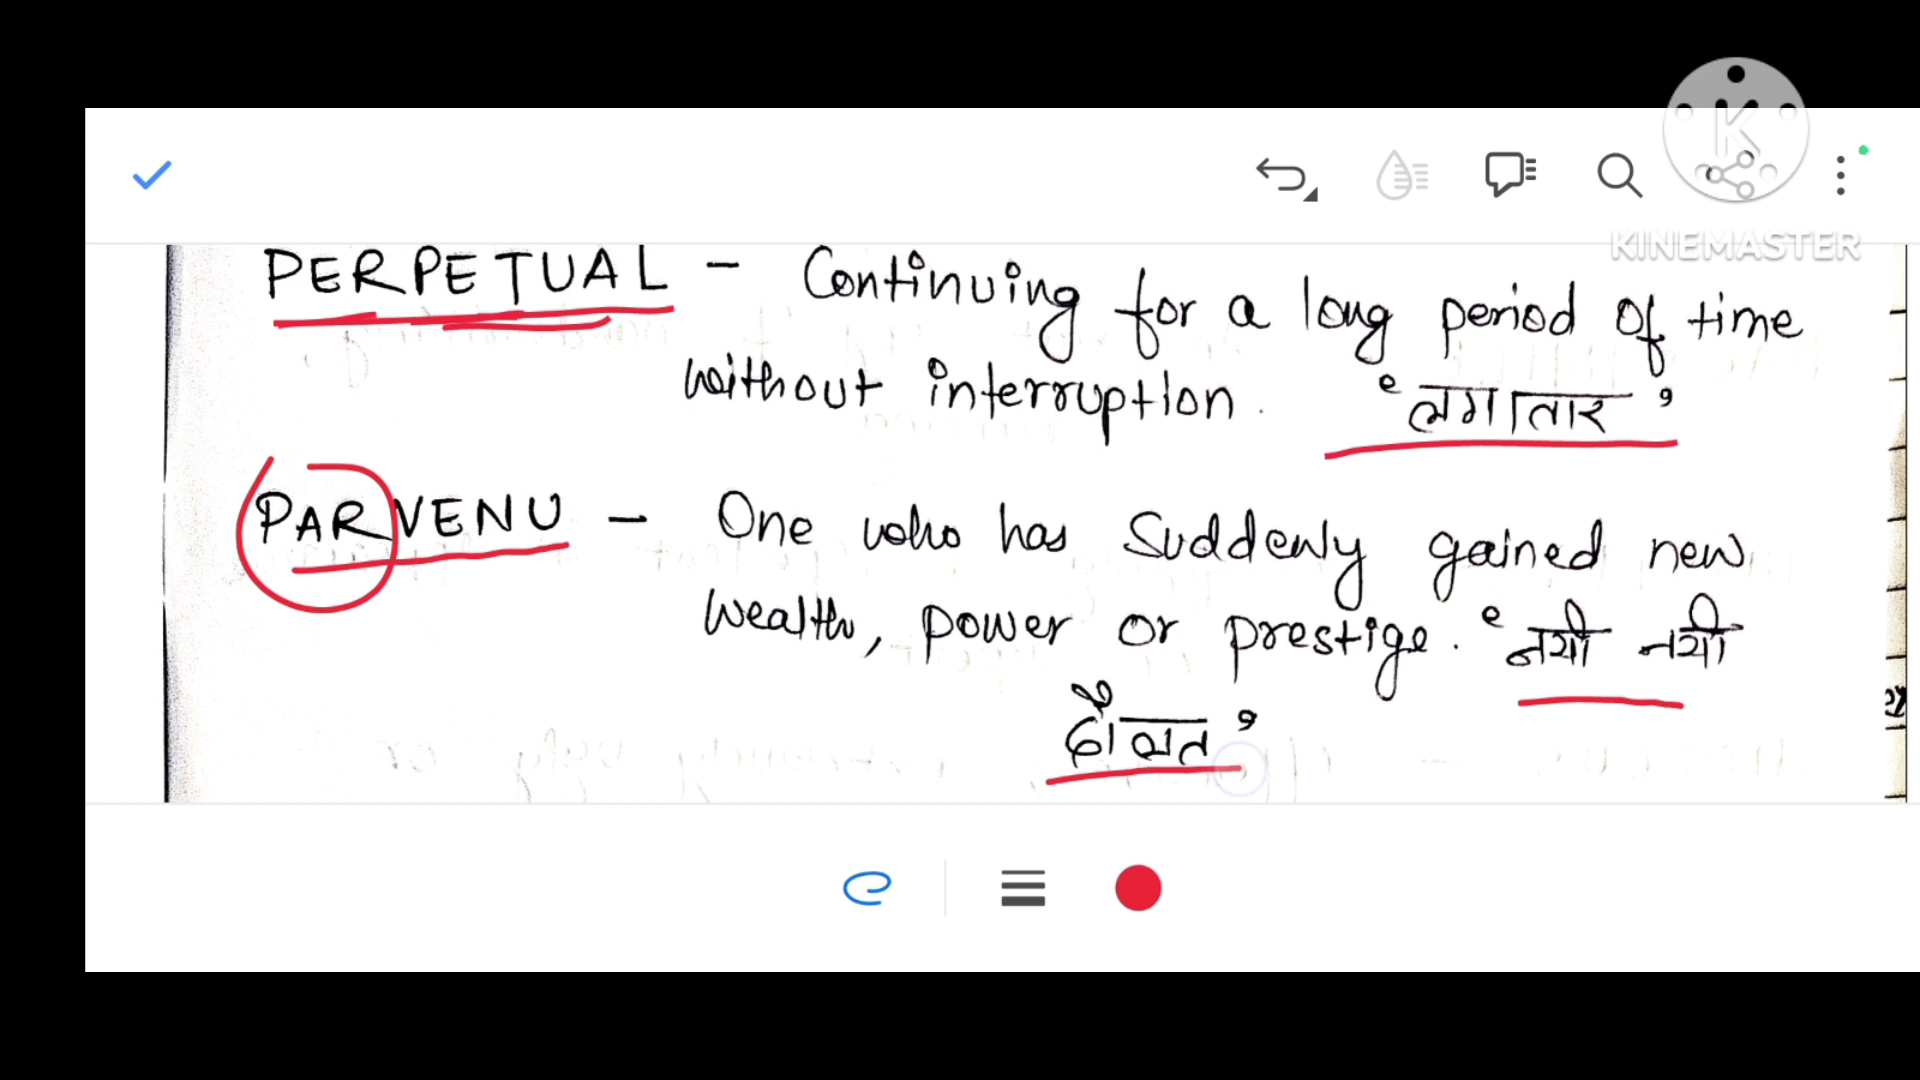 KINEMASTER
PERPETUAL - Continuing for a long period of time
without interruption. 'लगातार'
PARVENU - One who has Suddenly gained new
wealth, power or prestige. 'नयी नयी
दौलत'